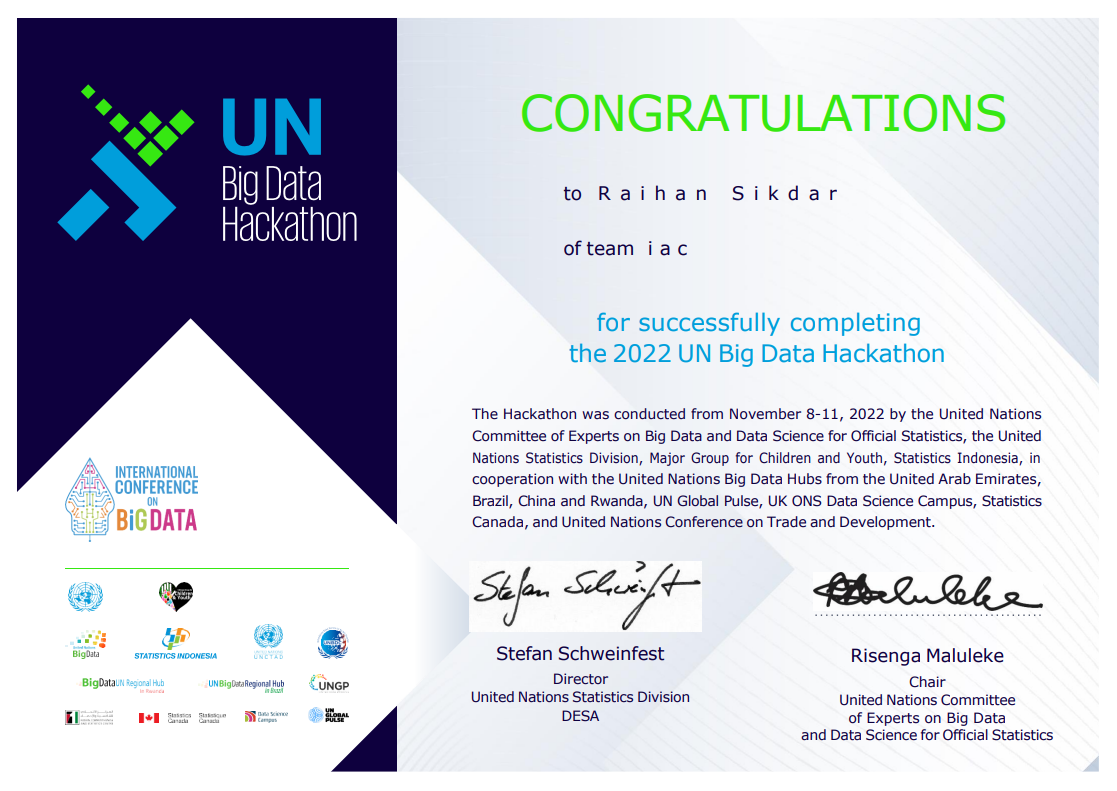 UN
Big Data
Hackathon
CONGRATULATIONS
to Raihan Sikdar
of team iac
for successfully completing
the 2022 UN Big Data Hackathon
The Hackathon was conducted from November 8-11, 2022 by the United Nations
Committee of Experts on Big Data and Data Science for Official Statistics, the United
Nations Statistics Division, Major Group for Children and Youth, Statistics Indonesia, in
cooperation with the United Nations Big Data Hubs from the United Arab Emirates,
Brazil, China and Rwanda, UN Global Pulse, UK ONS Data Science Campus, Statistics
Canada, and United Nations Conference on Trade and Development.
INTERNATIONAL
CONFERENCE
ON
BiG DATA
Children
& Youth
United Nations
BigData
STATISTICS INDONESIA
UNCTAD
BigData UN Regional Hub
in Rwanda
UNBigData Regional Hub
in Brazil
UNGP
Statistics
Canada
Statistique
Canada
Data Science
Campus
UN
GLOBAL
PULSE
Stefan Schweinfest
Stefan Schweinfest
Director
United Nations Statistics Division
DESA
Maluleke
Risenga Maluleke
Chair
United Nations Committee
of Experts on Big Data
and Data Science for Official Statistics